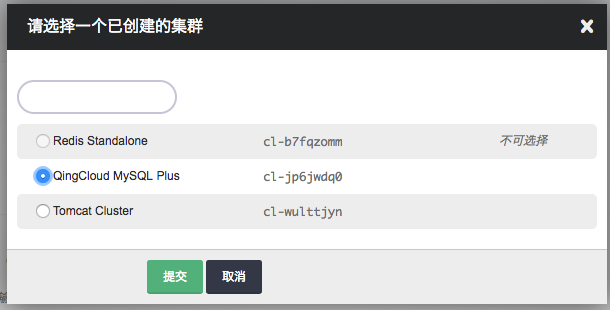 请选择一个已创建的集群
Redis Standalone cl-b7fqzomm 不可选择
QingCloud MySQL Plus cl-jp6jwdq0
Tomcat Cluster cl-wulttjyn
提交 取消